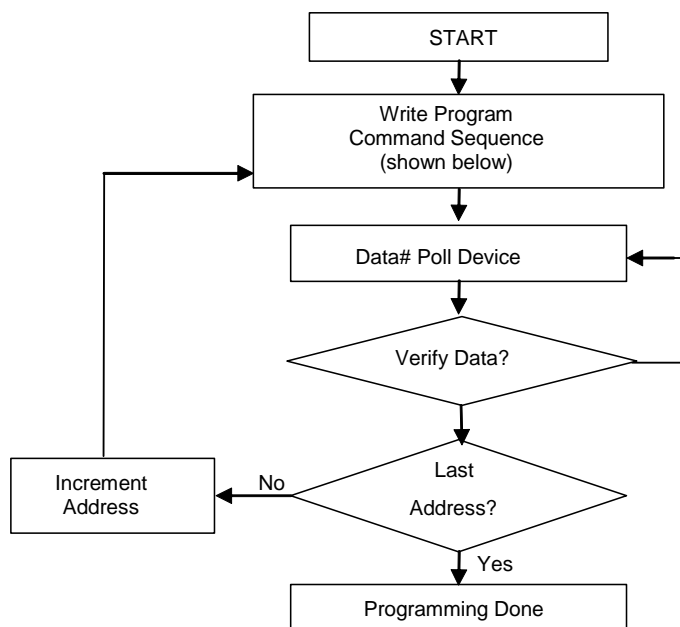 START
Write Program
Command Sequence
(shown below)
Data# Poll Device
Verify Data?
Last
Address?
No
Increment
Address
Yes
Programming Done